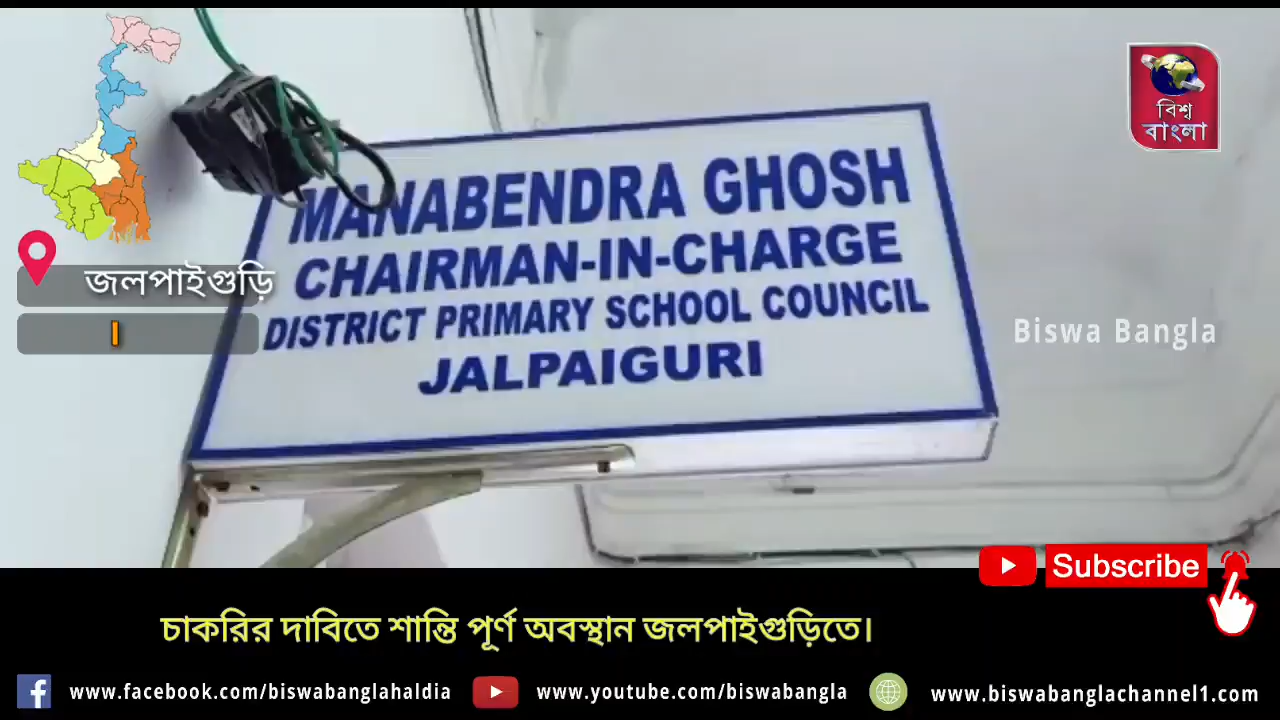 বিশ্ব
বাংলা
MANABENDRA GHOSH
CHAIRMAN-IN-CHARGE
DISTRICT PRIMARY SCHOOL COUNCIL
JALPAIGURI
জলপাইগুড়ি
Biswa Bangla
Subscribe
চাকরির দাবিতে শান্তি পূর্ণ অবস্থান জলপাইগুড়িতে।
www.facebook.com/biswabanglahaldia
www.youtube.com/biswabangla
www.biswabanglachannel1.com